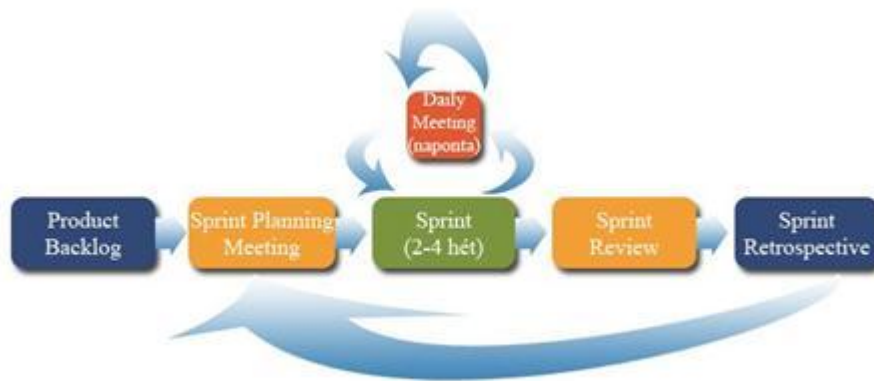 Daily
Meeting
(naponta)
Product
Backlog
Sprint Planning
Meeting
Sprint
(2-4 hét)
Sprint
Review
Sprint
Retrospective